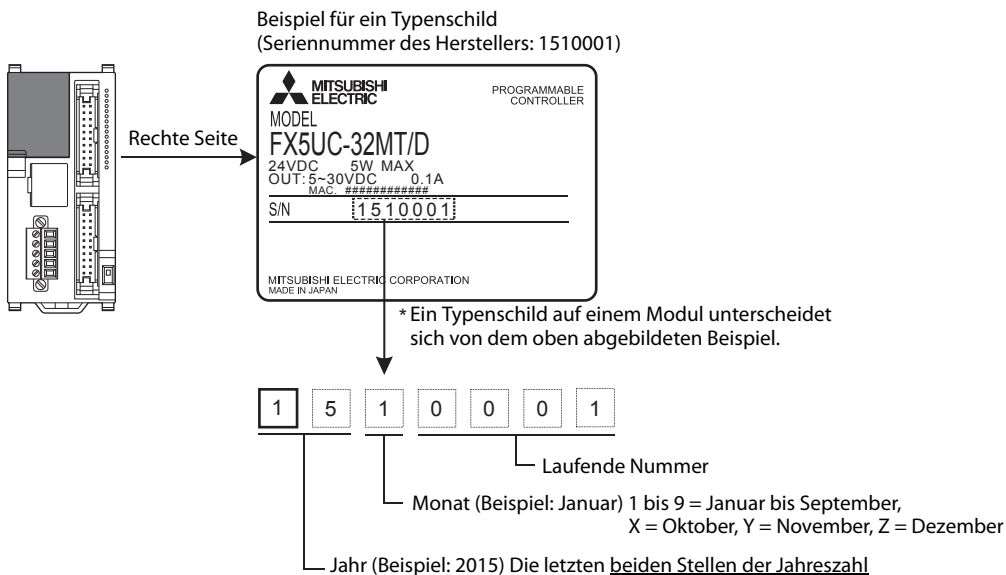 Beispiel für ein Typenschild
(Seriennummer des Herstellers: 1510001)
Rechte Seite
MITSUBISHI
ELECTRIC
PROGRAMMABLE
CONTROLLER
MODEL
FX5UC-32MT/D
24VDC 5W MAX
OUT: 5~30VDC 0.1A
MAC. ############
S/N 1510001
MITSUBISHI ELECTRIC CORPORATION
MADE IN JAPAN
* Ein Typenschild auf einem Modul unterscheidet
sich von dem oben abgebildeten Beispiel.
1 5 1 0 0 0 1
Laufende Nummer
Monat (Beispiel: Januar) 1 bis 9 = Januar bis September,
X = Oktober, Y = November, Z = Dezember
Jahr (Beispiel: 2015) Die letzten beiden Stellen der Jahreszahl